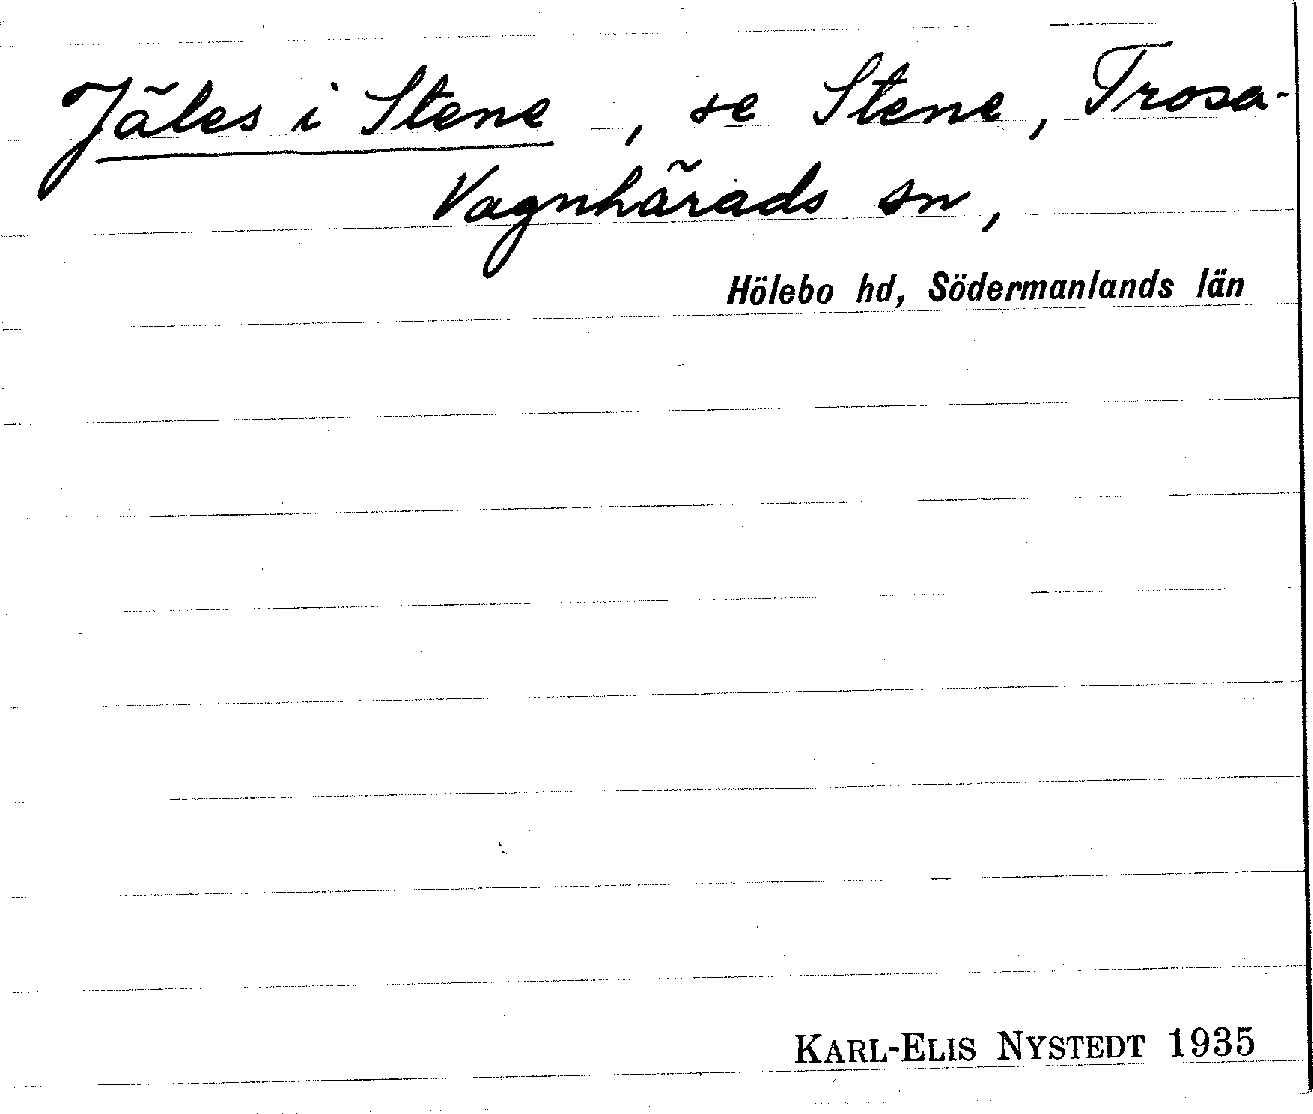 Jäles i Stene, se Stene, Trosa-
Vagnhärads sn,
Hölebo hd, Södermanlands län
KARL-ELIS NYSTEDT 1935